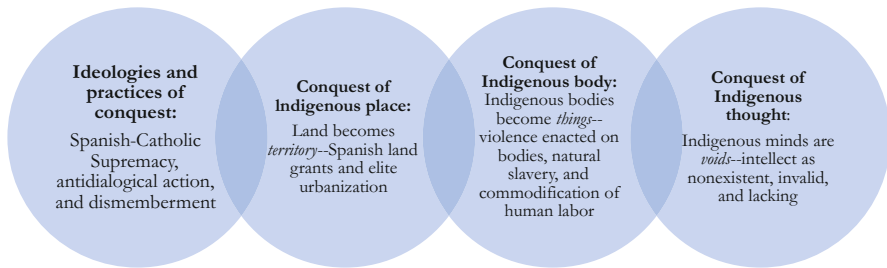 Ideologies and
practices of
conquest:
Spanish-Catholic
Supremacy,
antidialogical action,
and dismemberment
Conquest of
Indigenous place:
Land becomes
territory--Spanish land
grants and elite
urbanization
Conquest of
Indigenous body:
Indigenous bodies
become things--
violence enacted on
bodies, natural
slavery, and
commodification of
human labor
Conquest of
Indigenous
thought:
Indigenous minds are
voids--intellect as
nonexistent, invalid,
and lacking